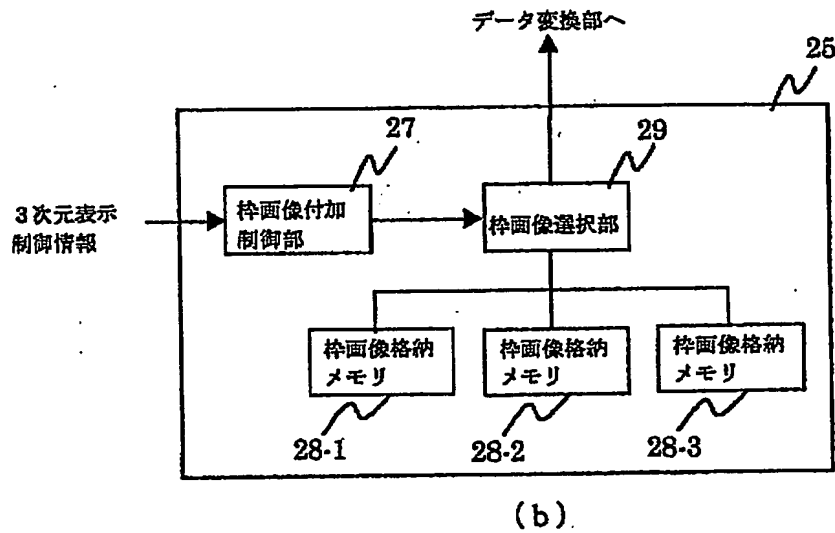 データ変換部へ
25
27
29
3次元表示
制御情報
枠画像付加
制御部
枠画像選択部
枠画像格納
メモリ
枠画像格納
メモリ
枠画像格納
メモリ
28-1
28-2
28-3
(b)